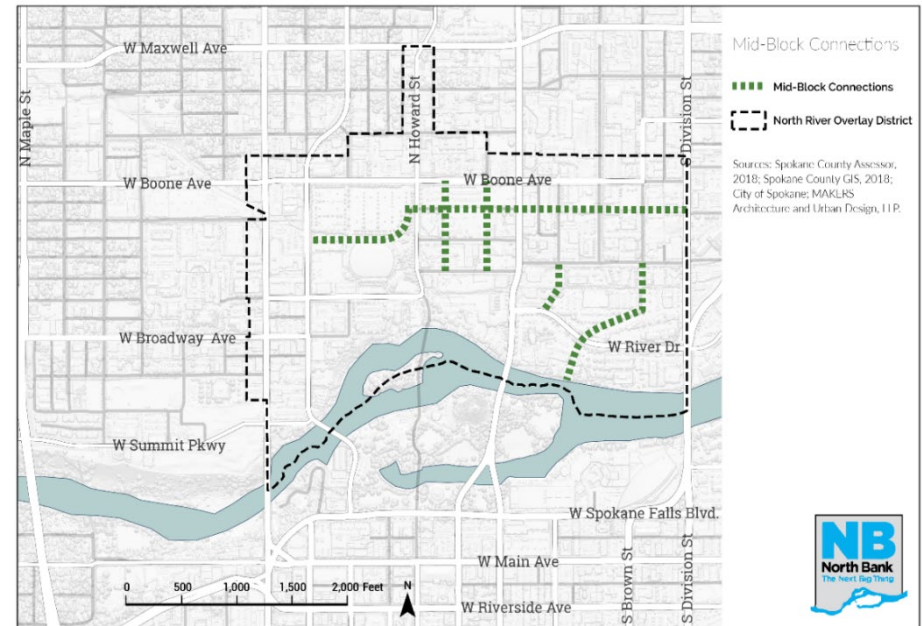 Mid-Block Connections
Mid-Block Connections
North River Overlay District
Sources: Spokane County Assessor,
2018; Spokane County GIS, 2018;
City of Spokane; MAKERS
Architecture and Urban Design, LLP.
W Maxwell Ave
N Maple St
N Howard St
S Division St
W Boone Ave
W Boone Ave
W Broadway Ave
W River Dr
W Summit Pkwy
W Spokane Falls Blvd.
W Main Ave
S Brown St
S Division St
W Riverside Ave
0 500 1,000 1,500 2,000 Feet
N
NB
North Bank
The Next Big Thing